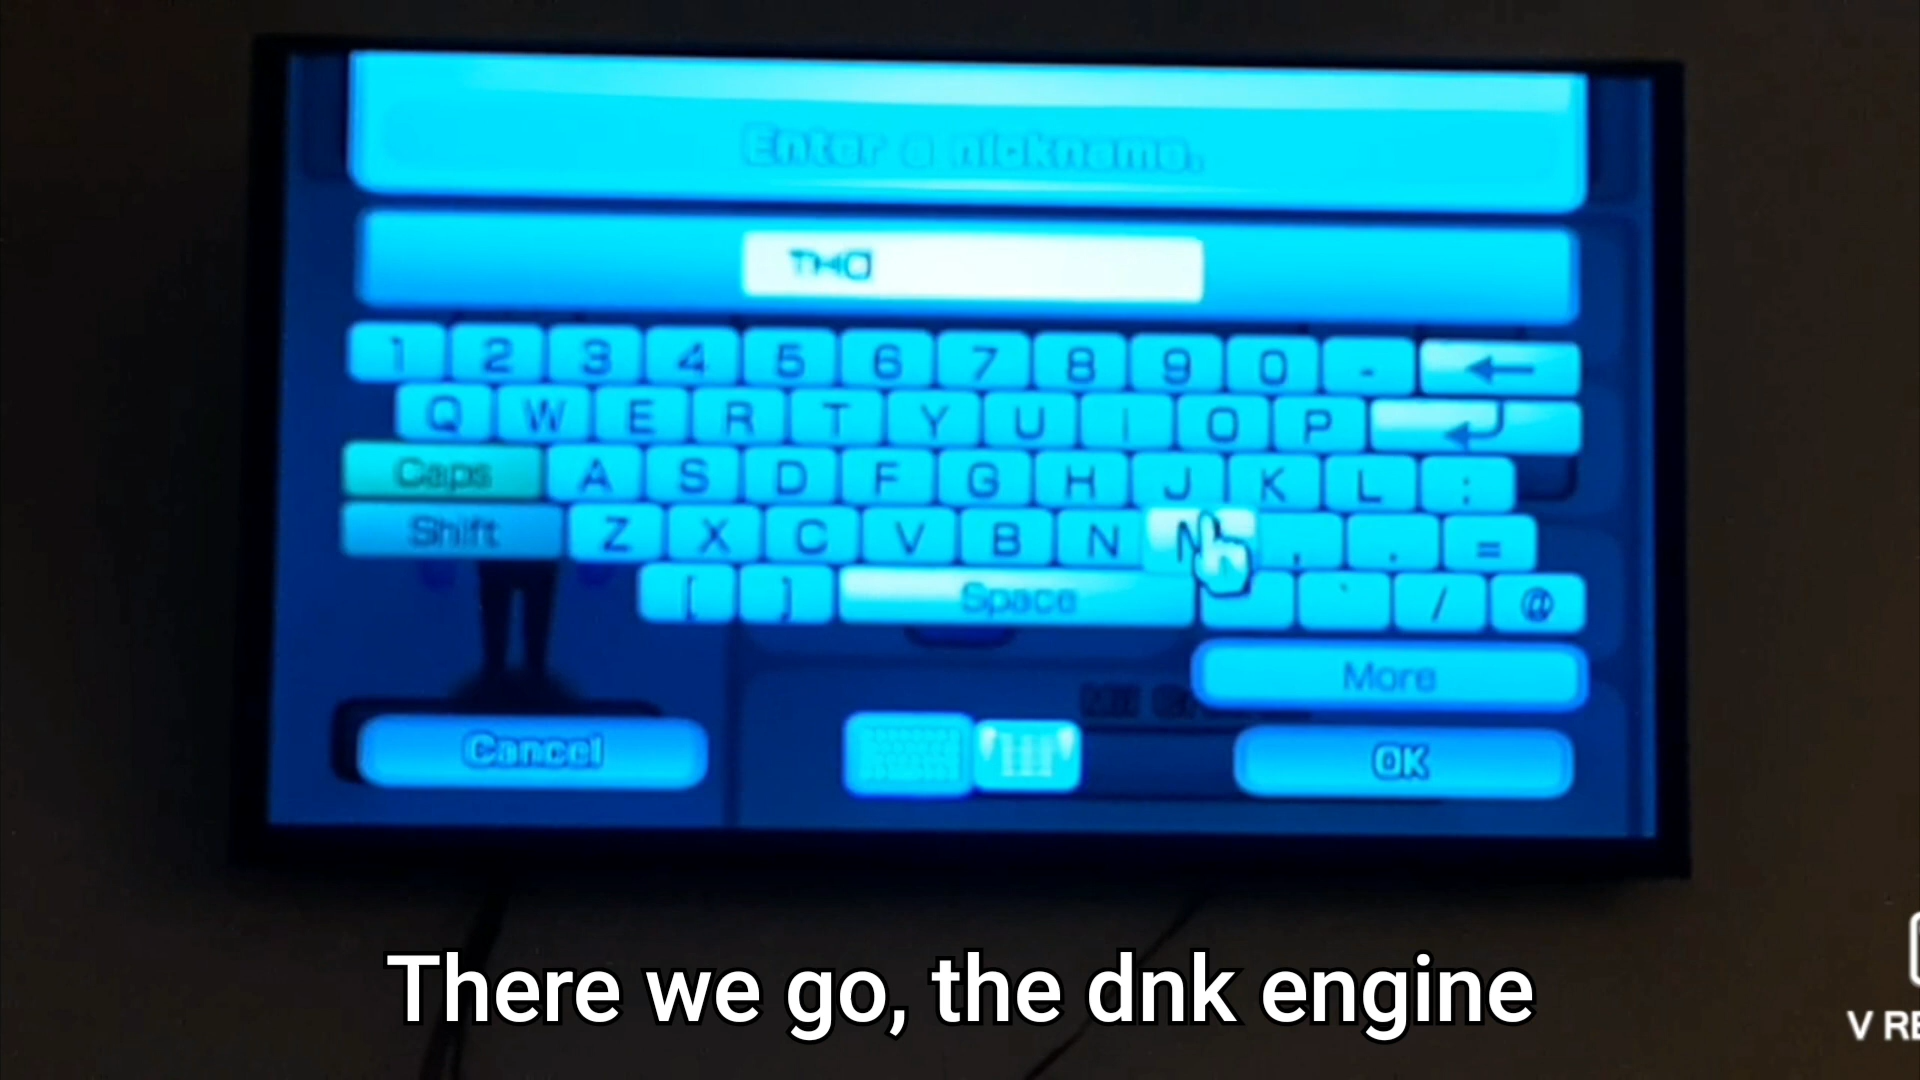 Enter a nickname.
THO
1 2 3 4 5 6 7 8 9 0 - ←
Q W E R T Y U I O P
Caps A S D F G H J K L :
Shift Z X C V B N M , . =
[ ] Space ` / @
More
Cancel
OK
There we go, the dnk engine
V RE